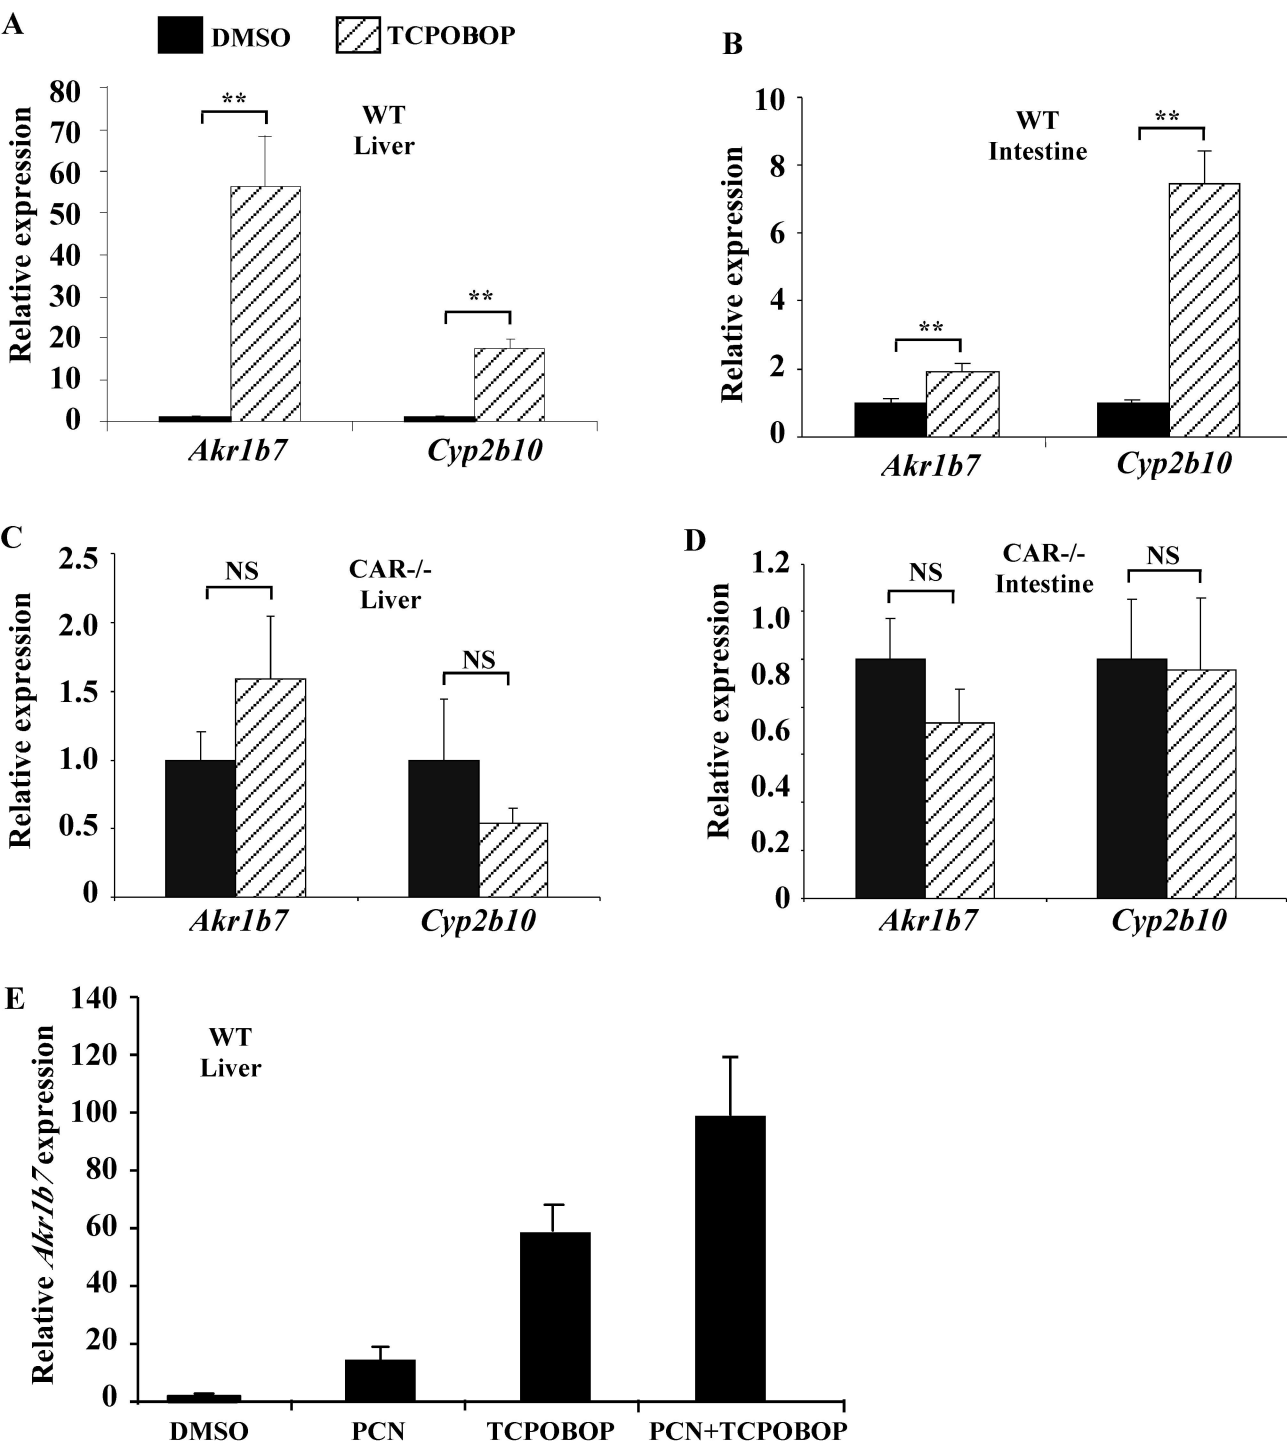 A
DMSO
TCPOBOP
Relative expression
80
70
60
50
40
30
20
10
0
**
**
WT
Liver
Akr1b7
Cyp2b10
B
Relative expression
10
8
6
4
2
0
**
**
WT
Intestine
Akr1b7
Cyp2b10
C
Relative expression
2.5
2.0
1.5
1.0
0.5
0
NS
NS
CAR-/-
Liver
Akr1b7
Cyp2b10
D
Relative expression
1.2
1.0
0.8
0.6
0.4
0.2
0
NS
CAR-/-
Intestine
NS
Akr1b7
Cyp2b10
E
Relative Akr1b7 expression
140
120
100
80
60
40
20
0
WT
Liver
DMSO
PCN
TCPOBOP
PCN+TCPOBOP